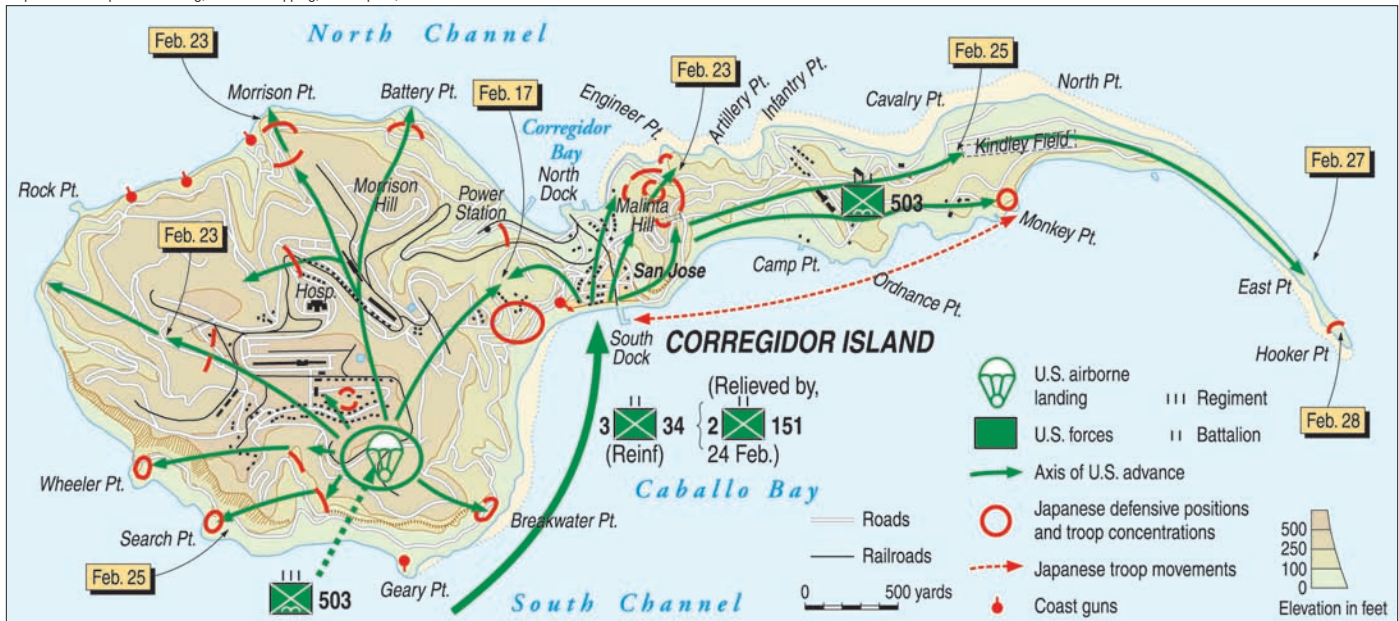 North Channel
Feb. 23
Morrison Pt.
Battery Pt.
Feb. 17
Corregidor
Bay
North
Dock
Engineer Pt.
Feb. 23
Artillery Pt.
Infantry Pt.
Feb. 25
Cavalry Pt.
North Pt.
Kindley Field
Rock Pt.
Morrison
Hill
Power
Station
Malinta
Hill
503
Feb. 27
Feb. 23
Hosp.
San Jose
Camp Pt.
Monkey Pt.
Ordnance Pt.
East Pt
Hooker Pt
Feb. 28
South
Dock
CORREGIDOR ISLAND
(Relieved by,
3 34 2 151
(Reinf) 24 Feb.)
Caballo Bay
Wheeler Pt.
Search Pt.
Feb. 25
Breakwater Pt.
Geary Pt.
503
South Channel
U.S. airborne
landing
III Regiment
U.S. forces
II Battalion
Axis of U.S. advance
Japanese defensive positions
and troop concentrations
Japanese troop movements
Coast guns
Roads
Railroads
0 500 yards
500
250
100
0
Elevation in feet